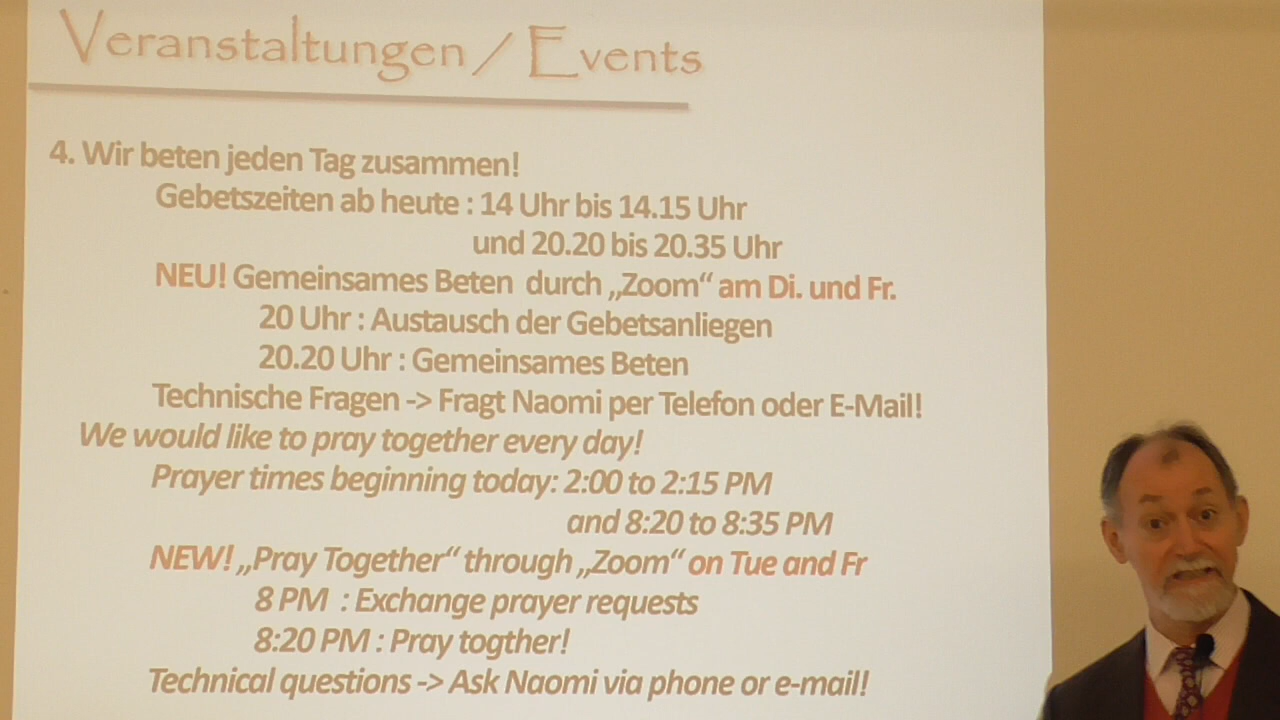 Veranstaltungen / Events
4. Wir beten jeden Tag zusammen!
Gebetszeiten ab heute : 14 Uhr bis 14.15 Uhr
und 20.20 bis 20.35 Uhr
NEU! Gemeinsames Beten durch „Zoom“ am Di. und Fr.
20 Uhr : Austausch der Gebetsanliegen
20.20 Uhr : Gemeinsames Beten
Technische Fragen -> Fragt Naomi per Telefon oder E-Mail!
We would like to pray together every day!
Prayer times beginning today: 2:00 to 2:15 PM
and 8:20 to 8:35 PM
NEW! „Pray Together“ through „Zoom“ on Tue and Fr
8 PM : Exchange prayer requests
8:20 PM : Pray togther!
Technical questions -> Ask Naomi via phone or e-mail!